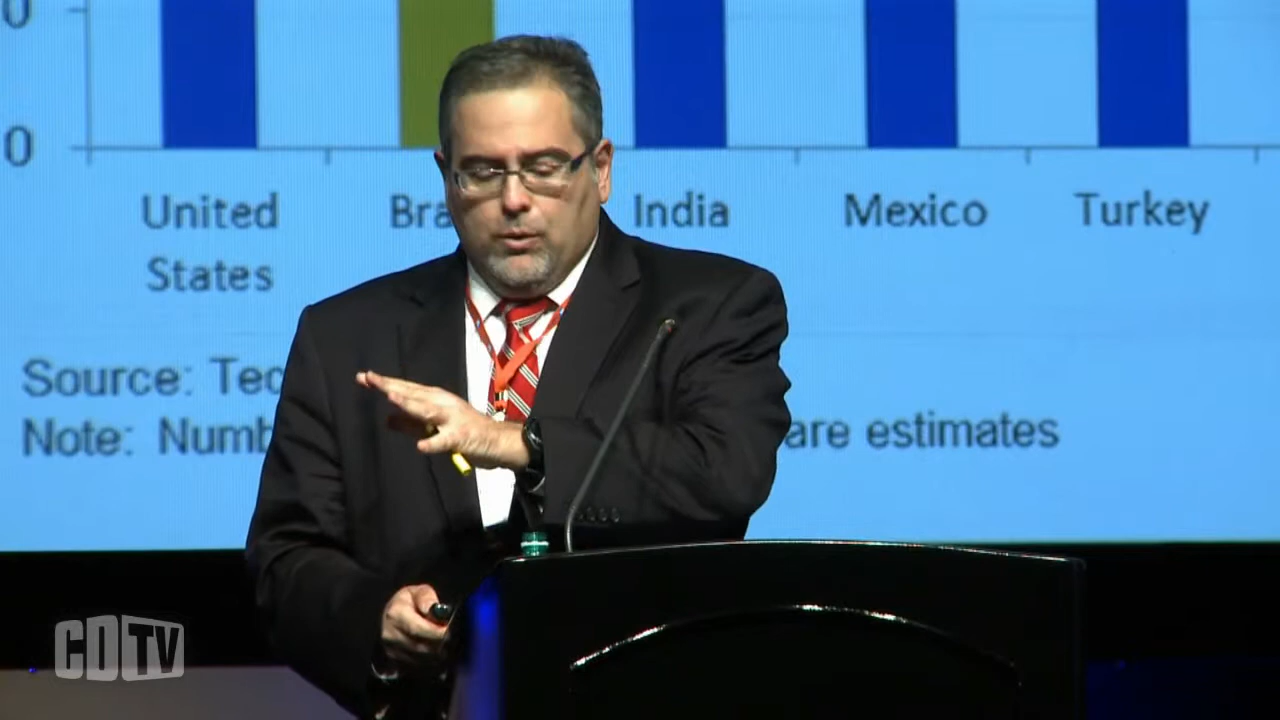 0
0
United
States
Bra
India
Mexico
Turkey
Source: Tec
Note: Numb are estimates
CDTV